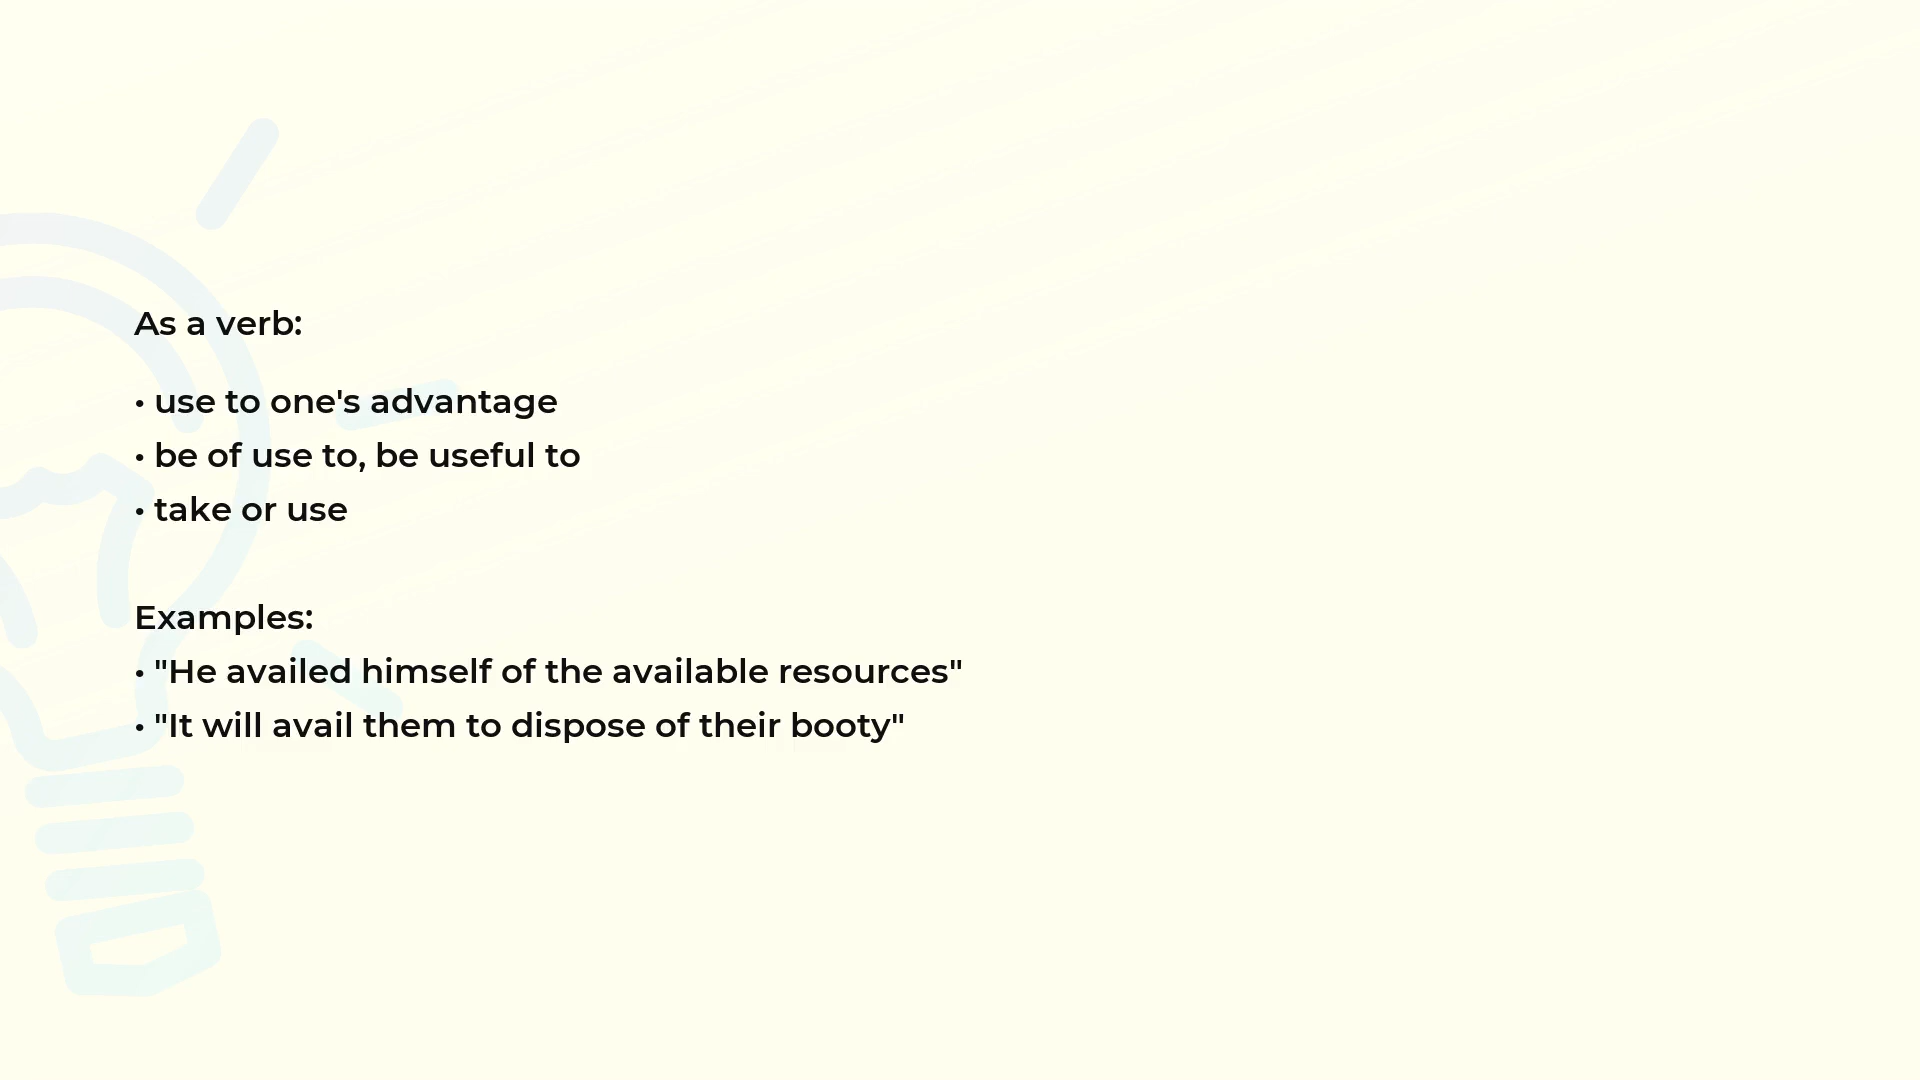 As a verb:
• use to one's advantage
• be of use to, be useful to
• take or use
Examples:
• "He availed himself of the available resources"
• "It will avail them to dispose of their booty"